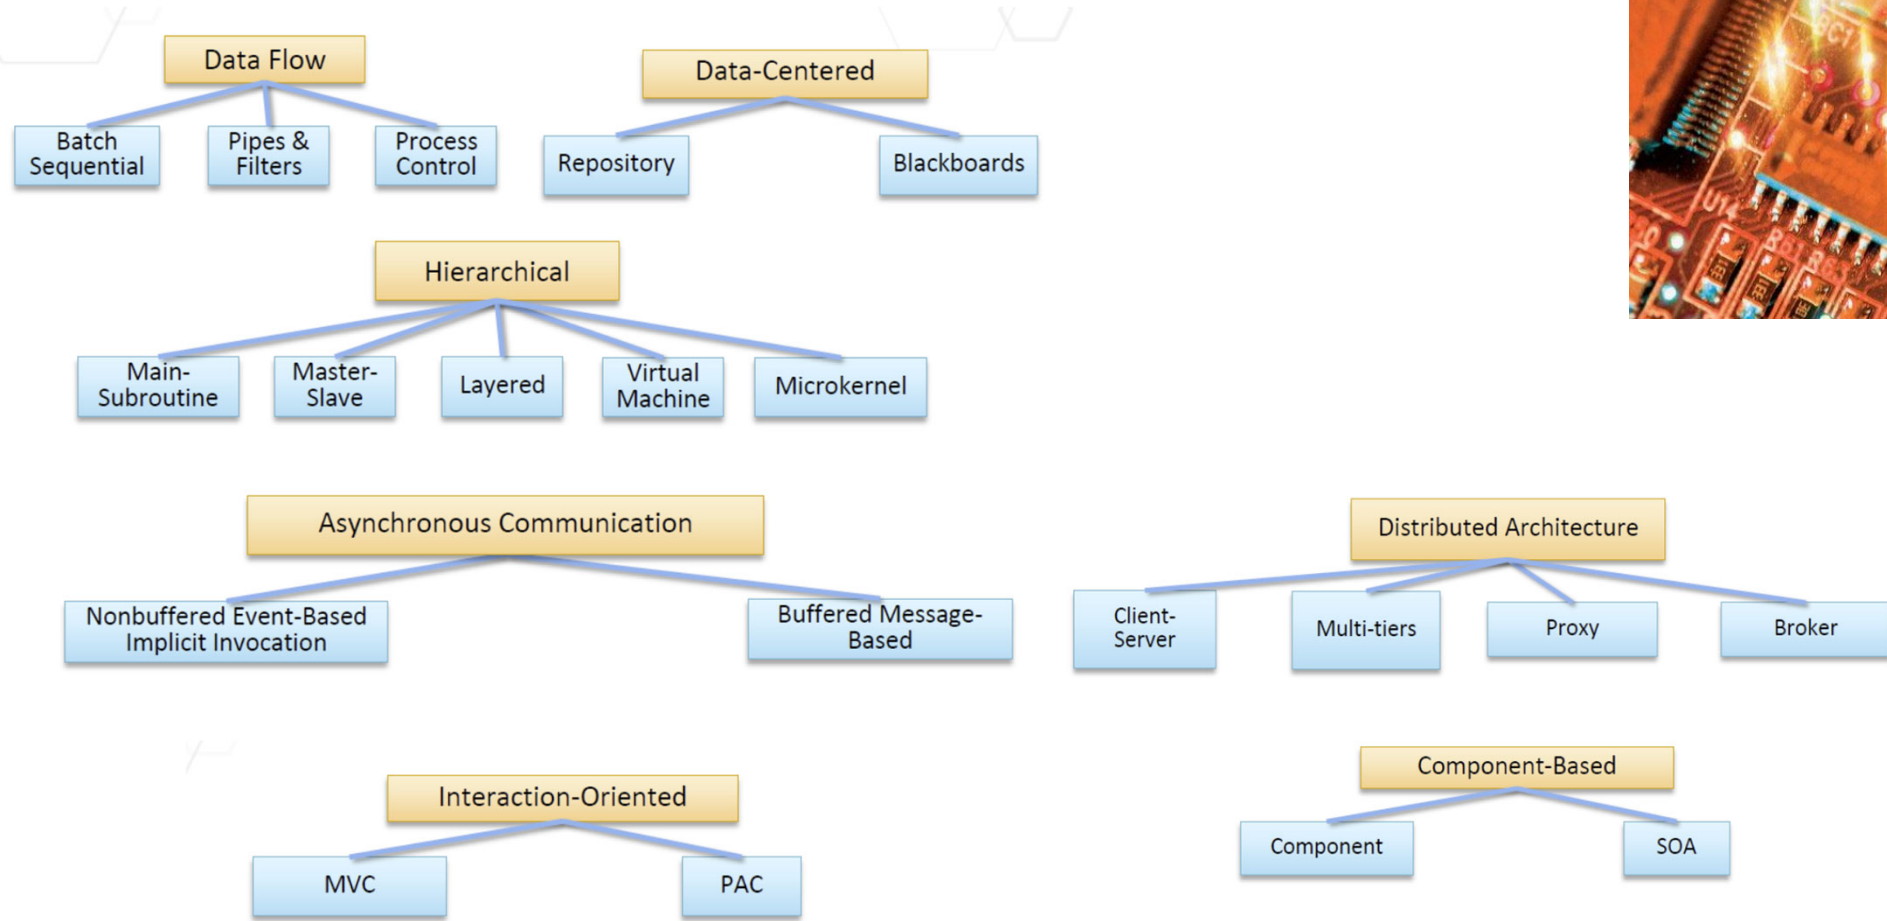 Data Flow
Batch
Sequential
Pipes &
Filters
Process
Control
Data-Centered
Repository
Blackboards
Hierarchical
Main-
Subroutine
Master-
Slave
Layered
Virtual
Machine
Microkernel
Asynchronous Communication
Nonbuffered Event-Based
Implicit Invocation
Buffered Message-
Based
Distributed Architecture
Client-
Server
Multi-tiers
Proxy
Broker
Interaction-Oriented
MVC
PAC
Component-Based
Component
SOA
U14